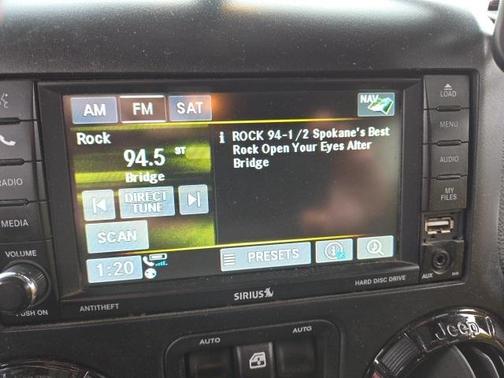 AM FM SAT NAV LOAD
Rock
94.5 ST
Bridge
i ROCK 94-1/2 Spokane's Best
Rock Open Your Eyes Alter
Bridge
MENU
AUDIO
RADIO
MY
FILES
DIRECT
TUNE
MEDIA
SCAN
PRESETS
VOLUME
1:20
AUX
PUSH ON
ANTITHEFT
SIRIUS
HARD DISC DRIVE
AUTO
AUTO
Jeep